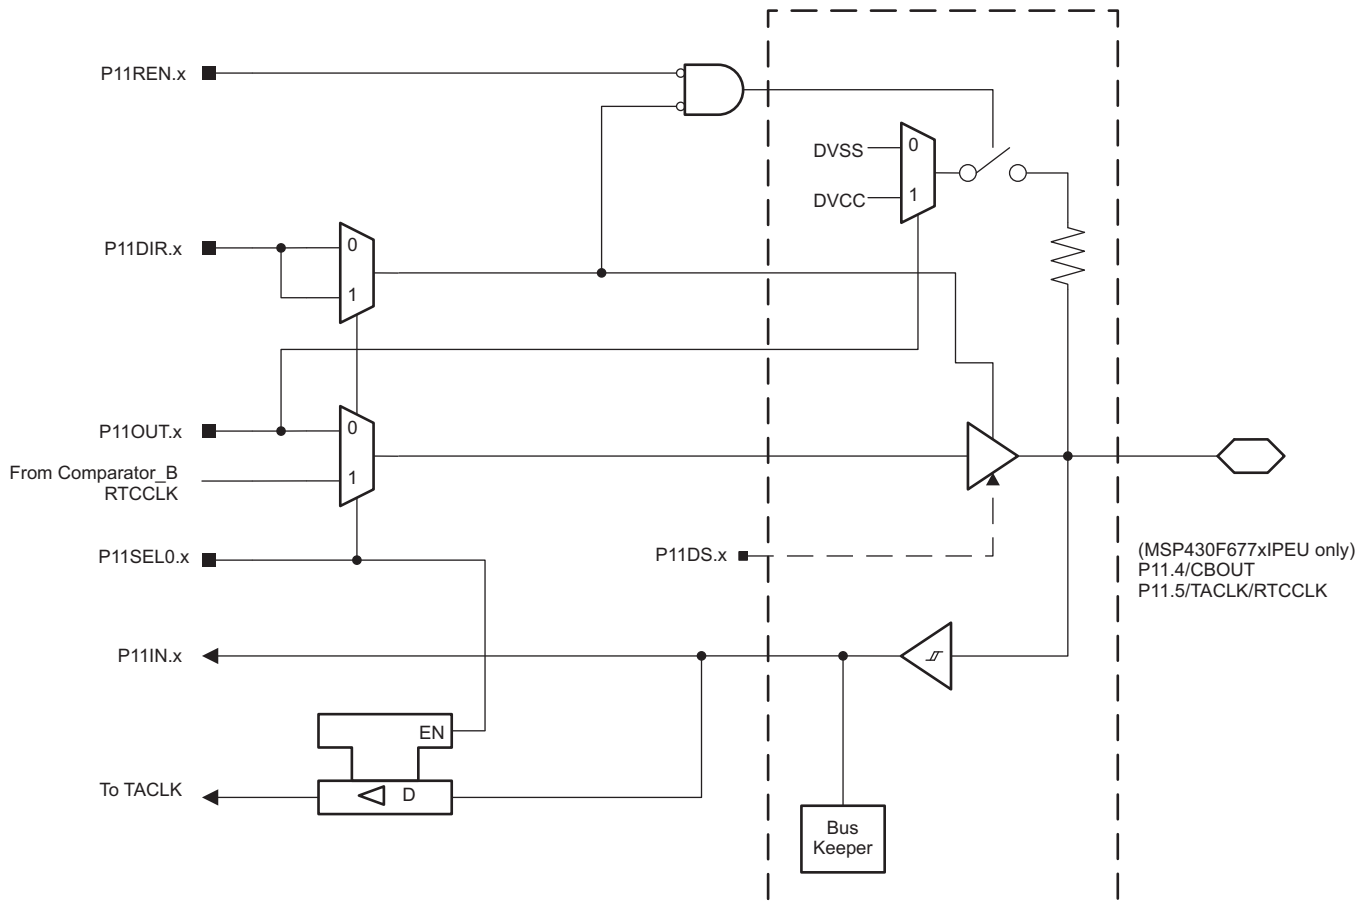 P11REN.x
DVSS
0
DVCC
1
P11DIR.x
0
1
P11OUT.x
0
From Comparator_B
RTCCLK
1
P11SEL0.x
P11DS.x
(MSP430F677xIPEU only)
P11.4/CBOUT
P11.5/TACLK/RTCCLK
P11IN.x
EN
To TACLK
D
Bus
Keeper